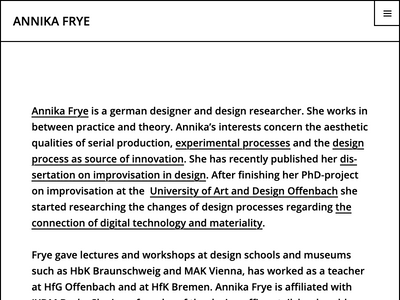 ANNIKA FRYE
Annika Frye is a german designer and design researcher. She works in
between practice and theory. Annika’s interests concern the aesthetic
qualities of serial production, experimental processes and the design
process as source of innovation. She has recently published her dis-
sertation on improvisation in design. After finishing her PhD-project
on improvisation at the University of Art and Design Offenbach she
started researching the changes of design processes regarding the
connection of digital technology and materiality.
Frye gave lectures and workshops at design schools and museums
such as HbK Braunschweig and MAK Vienna, has worked as a teacher
at HfG Offenbach and at HfK Bremen. Annika Frye is affiliated with